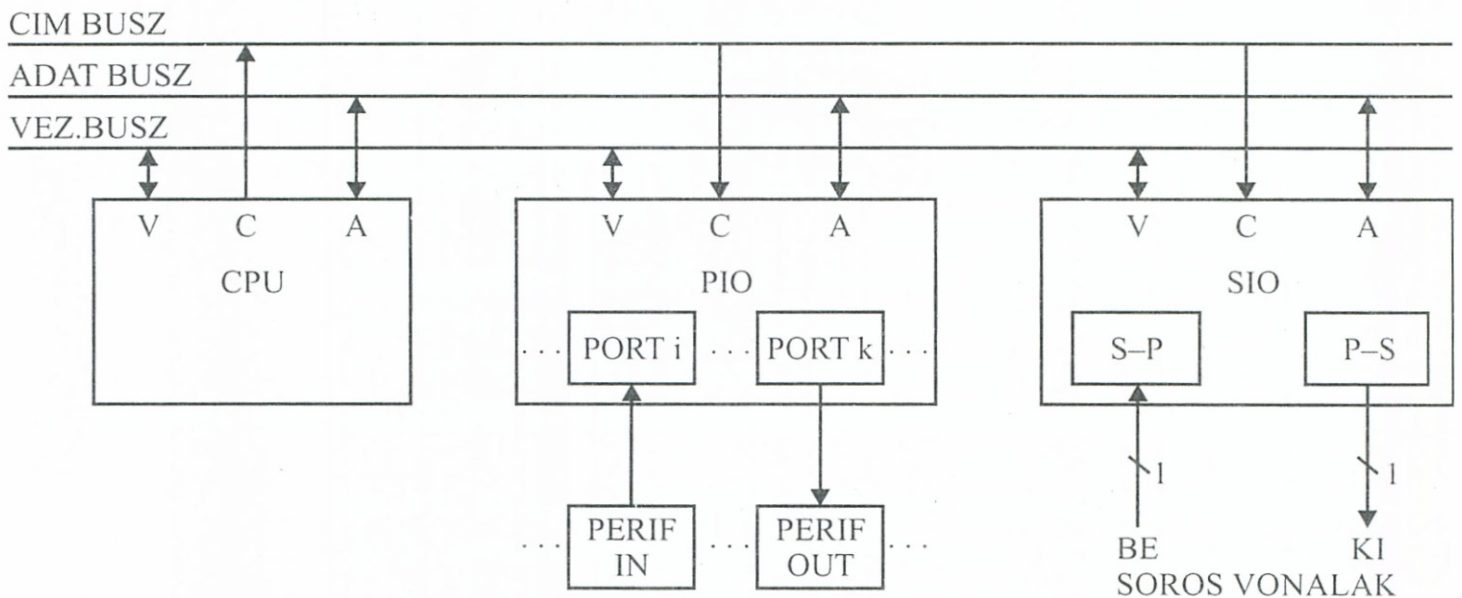 CIM BUSZ
ADAT BUSZ
VEZ.BUSZ
V C A
V C A
V C A
CPU
PIO
SIO
... PORT i ... PORT k ...
S–P
P–S
1
1
... PERIF IN ... PERIF OUT ...
BE
KI
SOROS VONALAK